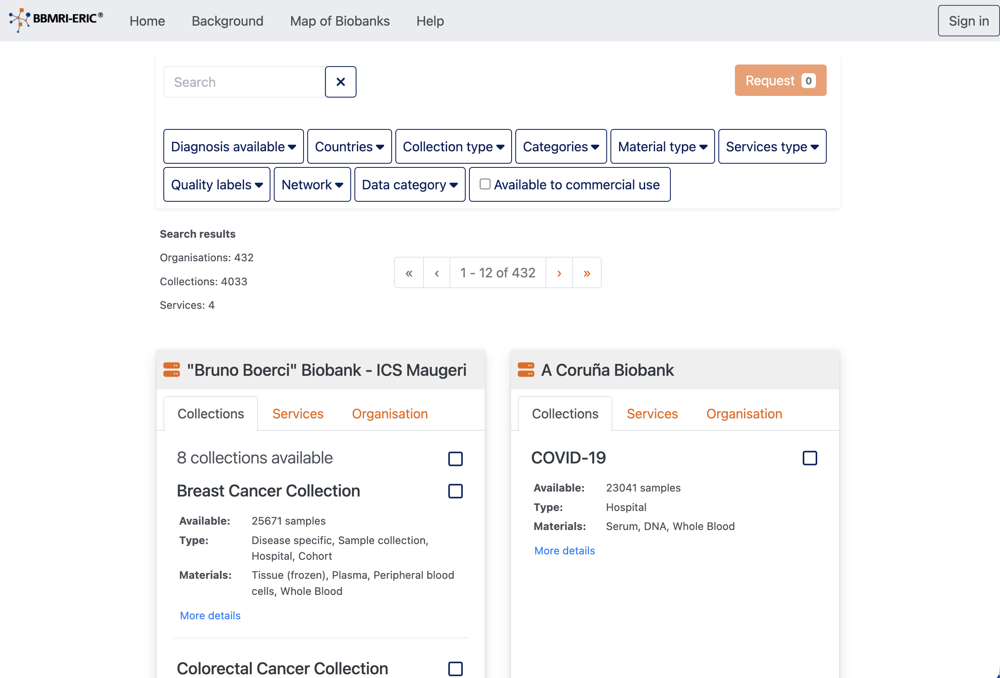 BBMRI-ERIC®
Home
Background
Map of Biobanks
Help
Sign in
Search
Request 0
Diagnosis available
Countries
Collection type
Categories
Material type
Services type
Quality labels
Network
Data category
Available to commercial use
Search results
Organisations: 432
Collections: 4033
Services: 4
« ‹ 1 - 12 of 432 › »
"Bruno Boerci" Biobank - ICS Maugeri
Collections
Services
Organisation
8 collections available
Breast Cancer Collection
Available: 25671 samples
Type: Disease specific, Sample collection,
Hospital, Cohort
Materials: Tissue (frozen), Plasma, Peripheral blood
cells, Whole Blood
More details
Colorectal Cancer Collection
A Coruña Biobank
Collections
Services
Organisation
COVID-19
Available: 23041 samples
Type: Hospital
Materials: Serum, DNA, Whole Blood
More details